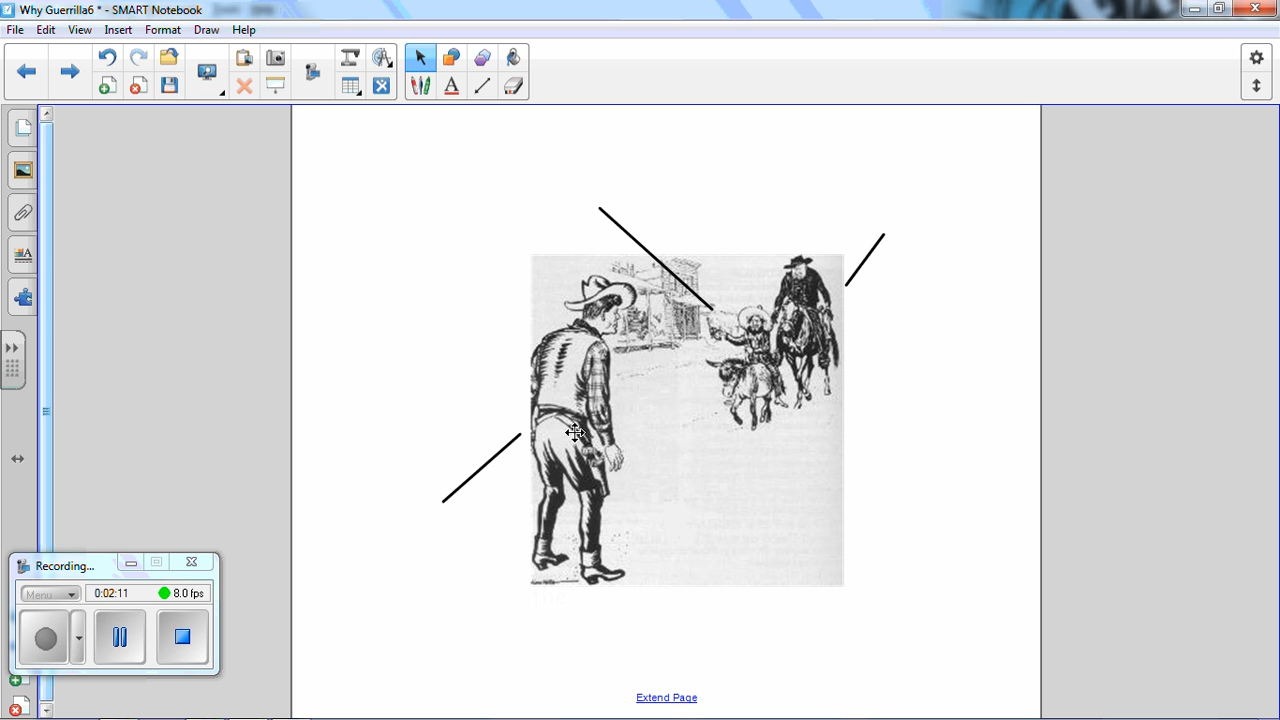 Why Guerrilla6 * - SMART Notebook
File Edit View Insert Format Draw Help
Recording...
Menu 0:02:11 8.0 fps
Extend Page